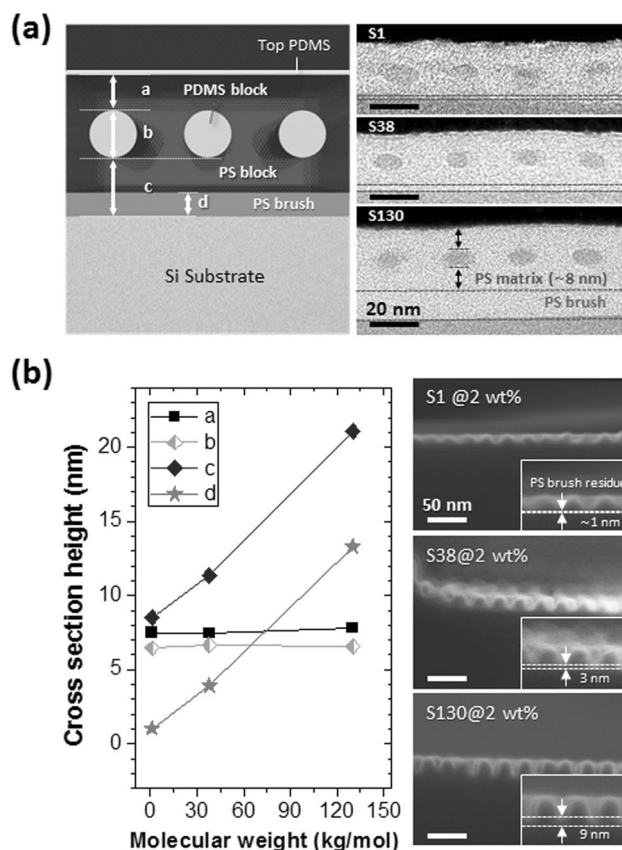 (a)
Top PDMS
a
PDMS block
b
PS block
c
d
PS brush
Si Substrate
S1
S38
S130
PS matrix (~8 nm)
PS brush
20 nm
(b)
Cross section height (nm)
20
15
10
5
0
a
b
c
d
0 30 60 90 120 150
Molecular weight (kg/mol)
S1 @2 wt%
PS brush residue
~1 nm
50 nm
S38@2 wt%
3 nm
S130@2 wt%
9 nm